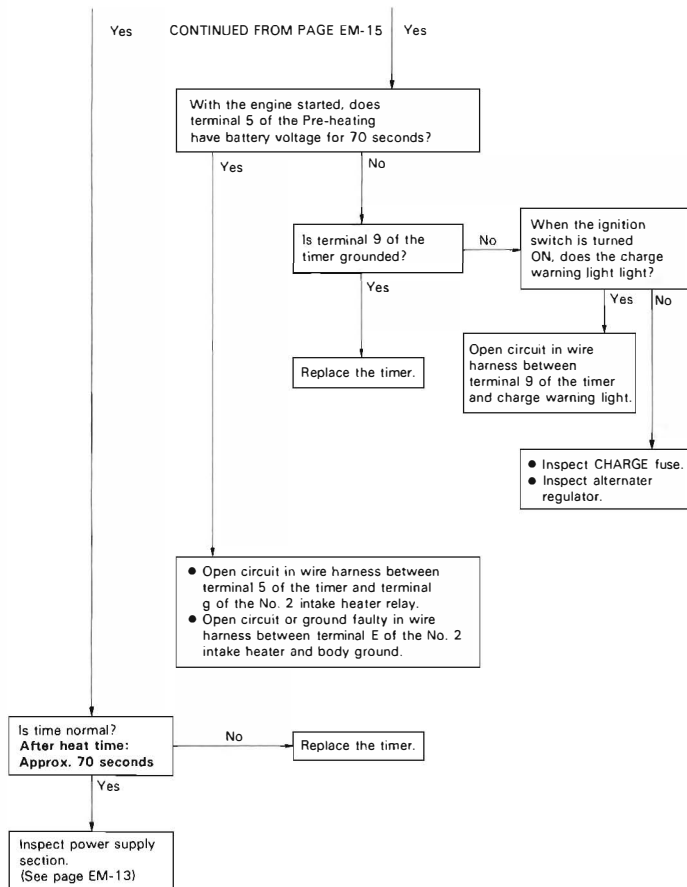 Yes CONTINUED FROM PAGE EM-15 Yes
With the engine started, does
terminal 5 of the Pre-heating
have battery voltage for 70 seconds?
Yes
No
Is terminal 9 of the
timer grounded?
No
When the ignition
switch is turned
ON, does the charge
warning light light?
Yes
Yes
No
Replace the timer.
Open circuit in wire
harness between
terminal 9 of the timer
and charge warning light.
● Inspect CHARGE fuse.
● Inspect alternater
regulator.
● Open circuit in wire harness between
terminal 5 of the timer and terminal
g of the No. 2 intake heater relay.
● Open circuit or ground faulty in wire
harness between terminal E of the No. 2
intake heater and body ground.
Is time normal?
After heat time:
Approx. 70 seconds
No
Replace the timer.
Yes
Inspect power supply
section.
(See page EM-13)